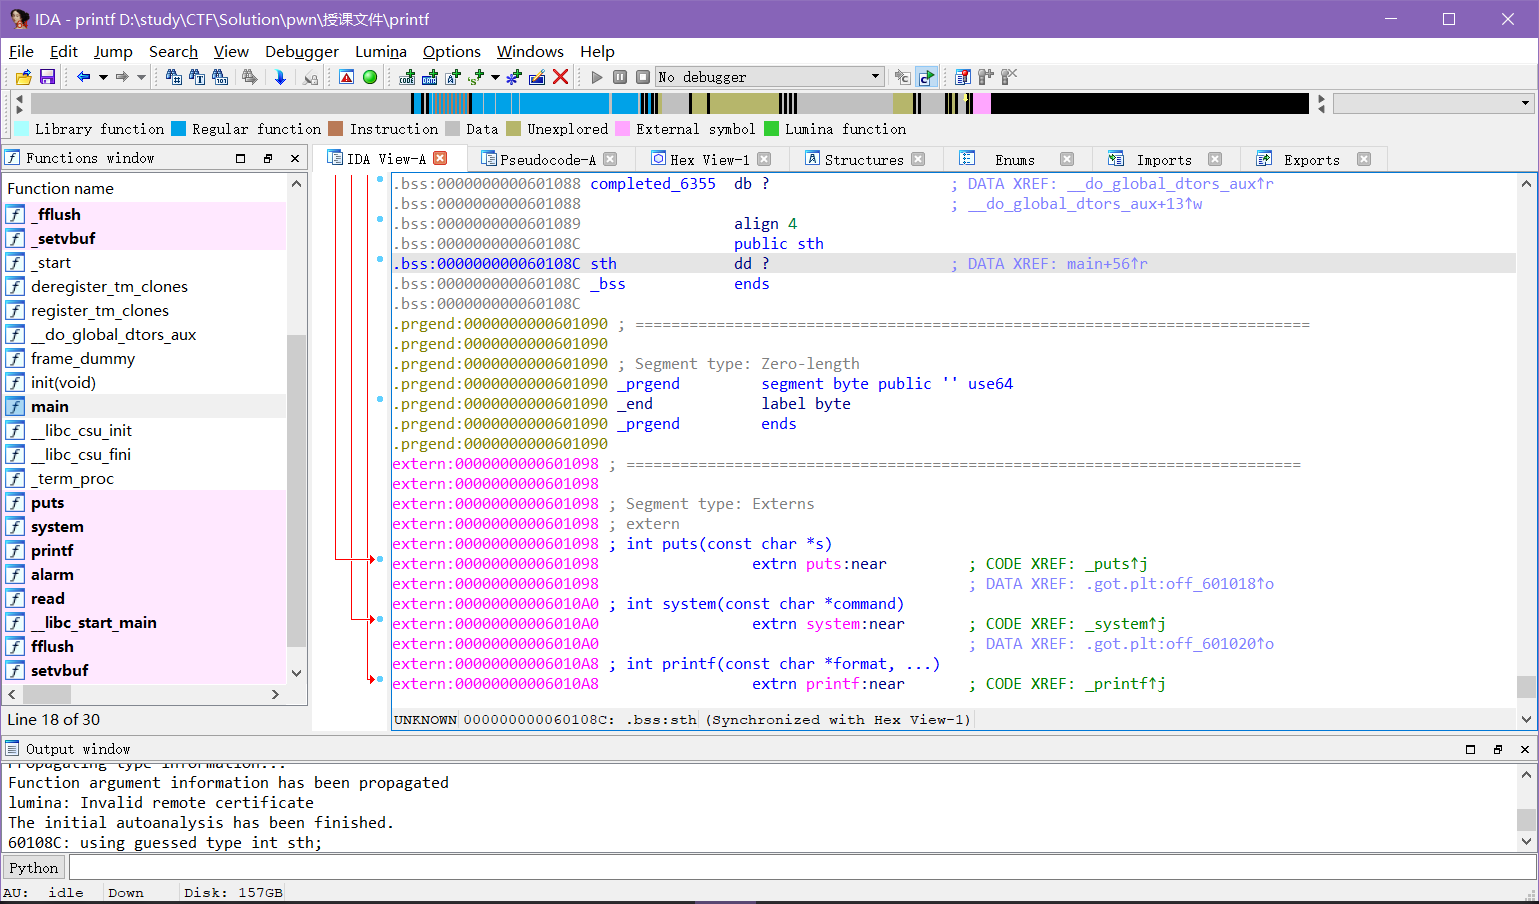 IDA - printf D:\study\CTF\Solution\pwn\授课文件\printf
File Edit Jump Search View Debugger Lumina Options Windows Help
No debugger
Library function Regular function Instruction Data Unexplored External symbol Lumina function
Functions window
IDA View-A Pseudocode-A Hex View-1 Structures Enums Imports Exports
Function name
_fflush
_setvbuf
_start
deregister_tm_clones
register_tm_clones
__do_global_dtors_aux
frame_dummy
init(void)
main
__libc_csu_init
__libc_csu_fini
_term_proc
puts
system
printf
alarm
read
__libc_start_main
fflush
setvbuf
Line 18 of 30
.bss:0000000000601088 completed_6355 db ? ; DATA XREF: __do_global_dtors_aux↑r
.bss:0000000000601088 ; __do_global_dtors_aux+13↑w
.bss:0000000000601089 align 4
.bss:000000000060108C public sth
.bss:000000000060108C sth dd ? ; DATA XREF: main+56↑r
.bss:000000000060108C _bss ends
.bss:000000000060108C
.prgend:0000000000601090 ; ===========================================================================
.prgend:0000000000601090
.prgend:0000000000601090 ; Segment type: Zero-length
.prgend:0000000000601090 _prgend segment byte public '' use64
.prgend:0000000000601090 _end label byte
.prgend:0000000000601090 _prgend ends
.prgend:0000000000601090
extern:0000000000601098 ; ===========================================================================
extern:0000000000601098
extern:0000000000601098 ; Segment type: Externs
extern:0000000000601098 ; extern
extern:0000000000601098 ; int puts(const char *s)
extern:0000000000601098 extrn puts:near ; CODE XREF: _puts↑j
extern:0000000000601098 ; DATA XREF: .got.plt:off_601018↑o
extern:00000000006010A0 ; int system(const char *command)
extern:00000000006010A0 extrn system:near ; CODE XREF: _system↑j
extern:00000000006010A0 ; DATA XREF: .got.plt:off_601020↑o
extern:00000000006010A8 ; int printf(const char *format, ...)
extern:00000000006010A8 extrn printf:near ; CODE XREF: _printf↑j
UNKNOWN 000000000060108C: .bss:sth (Synchronized with Hex View-1)
Output window
Propagating type information...
Function argument information has been propagated
lumina: Invalid remote certificate
The initial autoanalysis has been finished.
60108C: using guessed type int sth;
Python
AU: idle Down Disk: 157GB